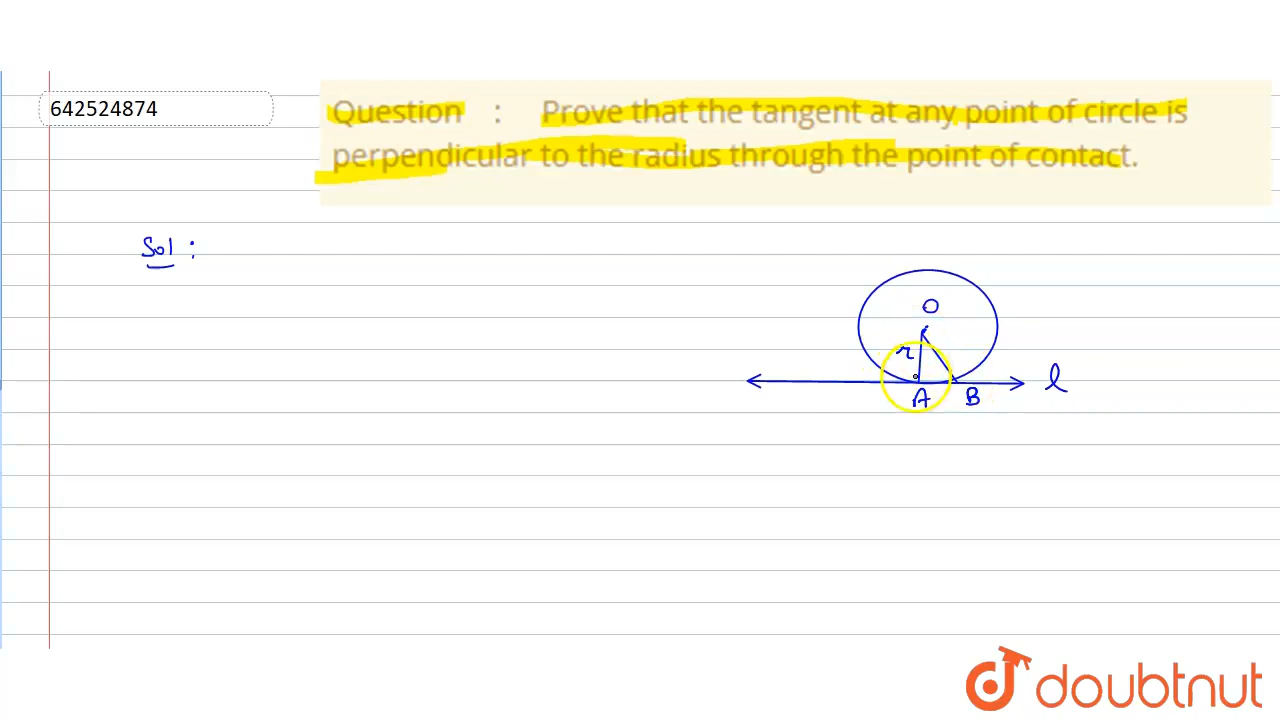 642524874
Question : Prove that the tangent at any point of circle is
perpendicular to the radius through the point of contact.
Sol :
O
r
l
A B
doubtnut